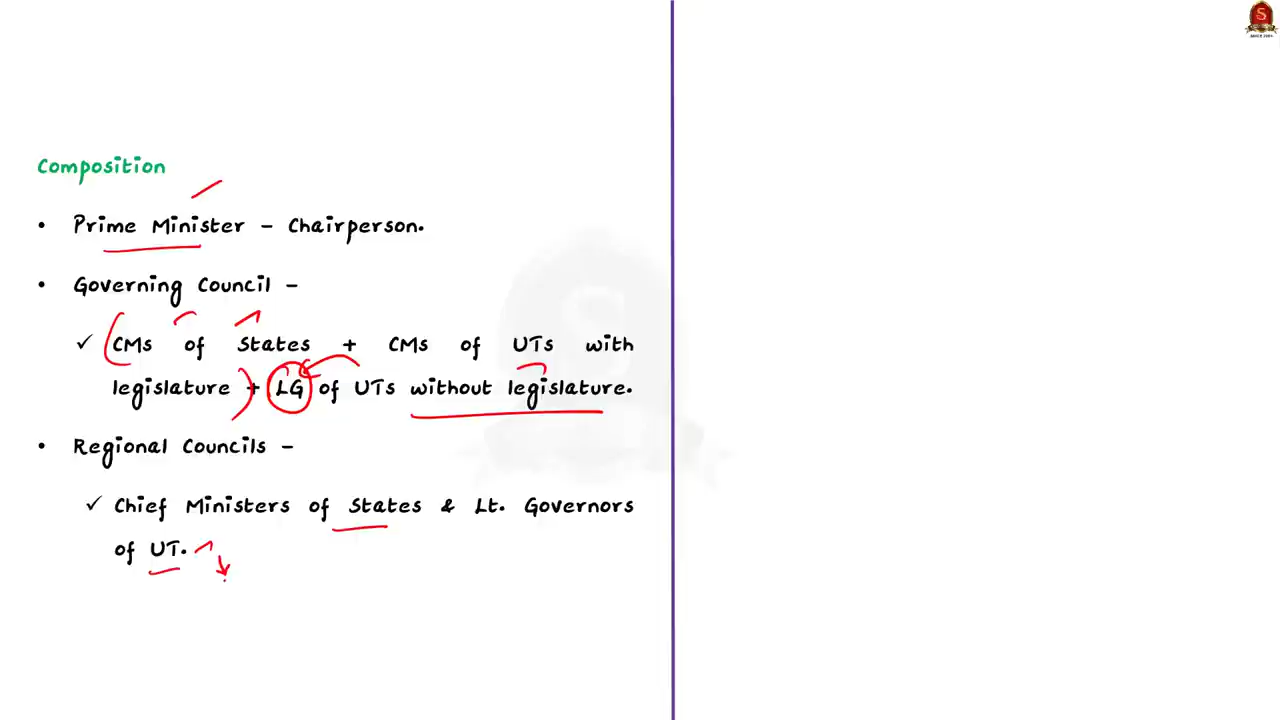 Composition
• Prime Minister – Chairperson.
• Governing Council –
✓ CMs of States + CMs of UTs with
legislature + LG of UTs without legislature.
• Regional Councils –
✓ Chief Ministers of States & Lt. Governors
of UT.
S